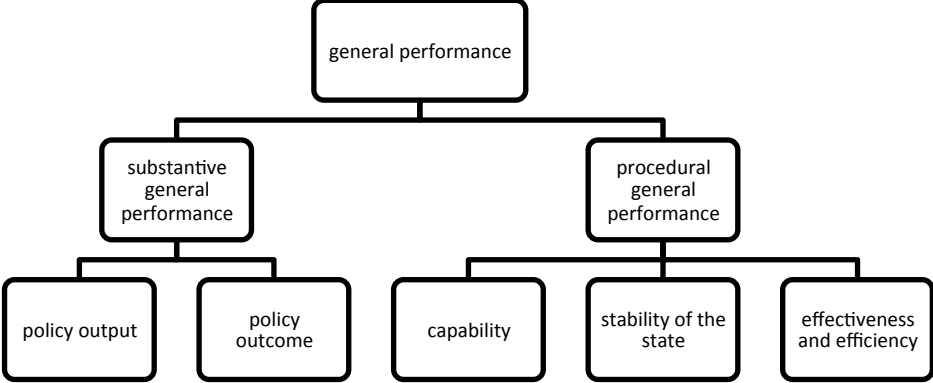 general performance
substantive
general
performance
procedural
general
performance
policy output
policy
outcome
capability
stability of the
state
effectiveness
and efficiency